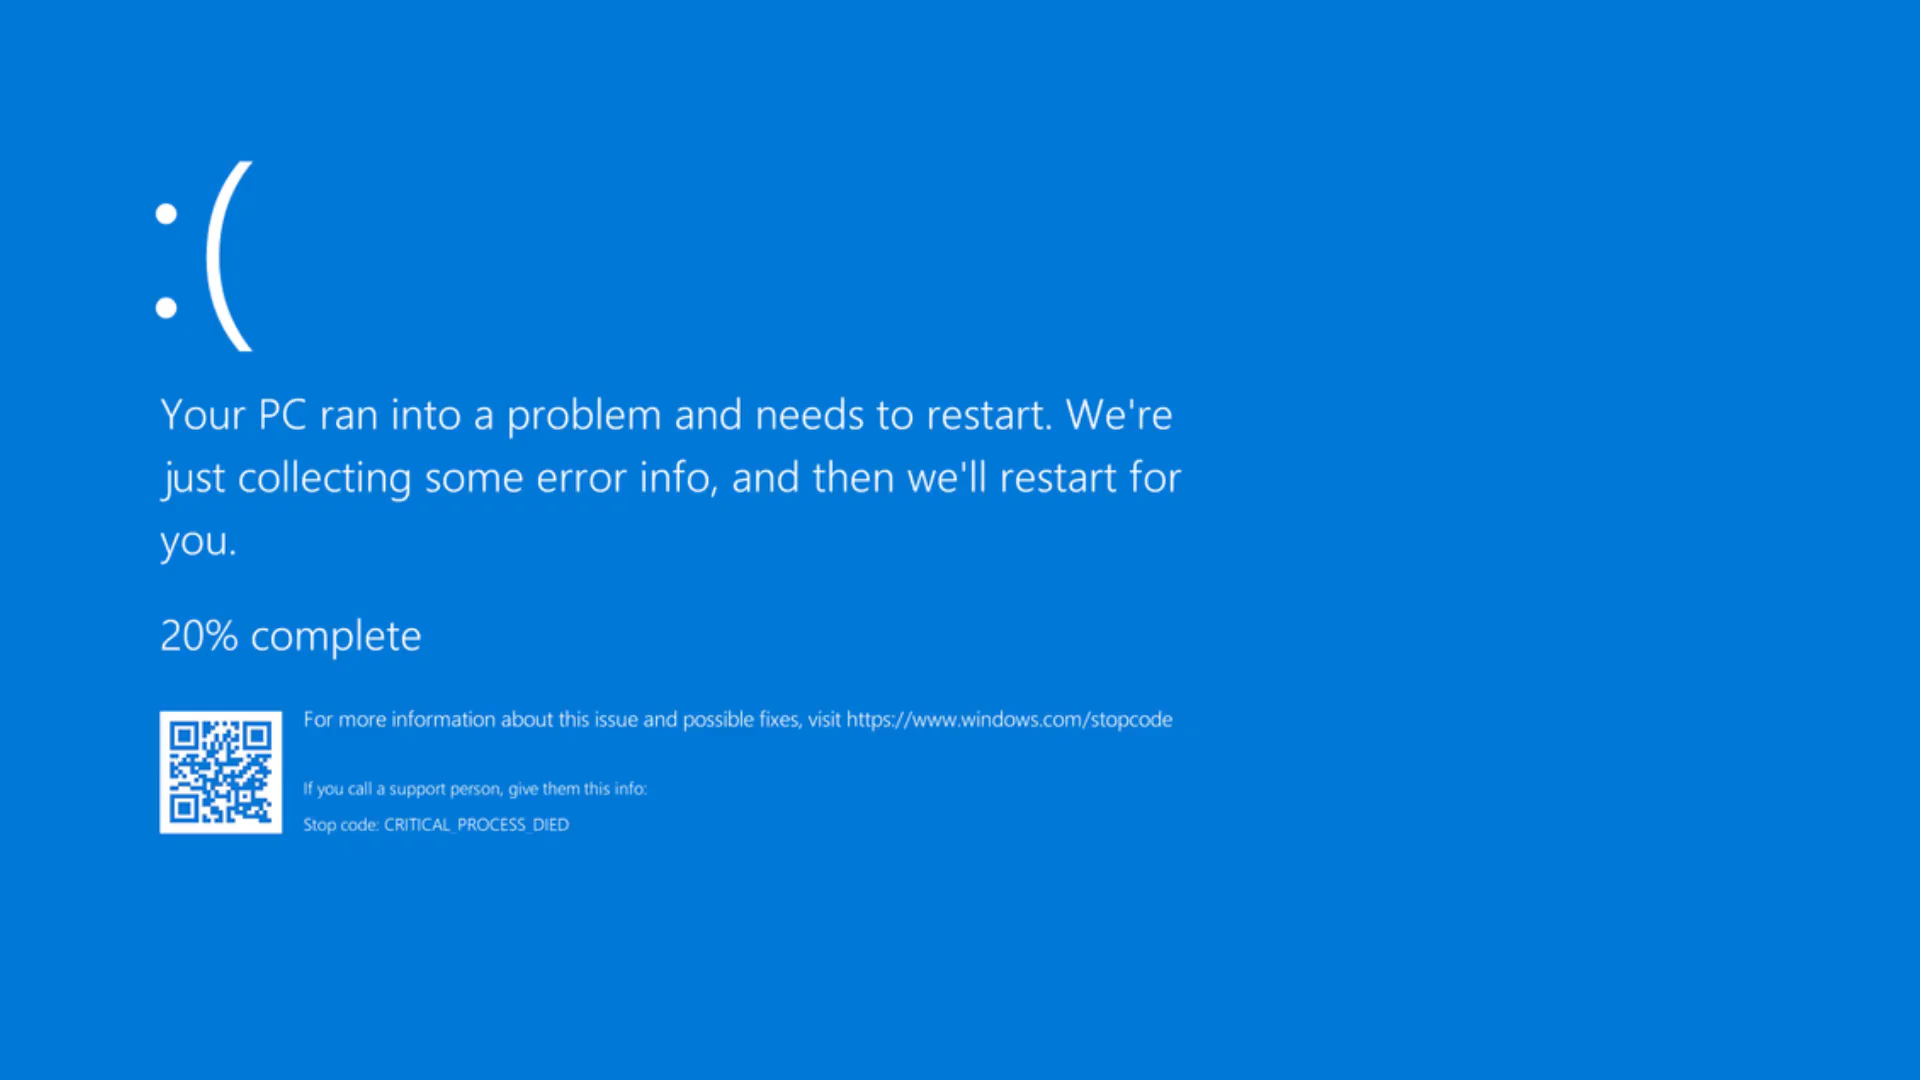 :(
Your PC ran into a problem and needs to restart. We're
just collecting some error info, and then we'll restart for
you.
20% complete
For more information about this issue and possible fixes, visit https://www.windows.com/stopcode
If you call a support person, give them this info:
Stop code: CRITICAL_PROCESS_DIED